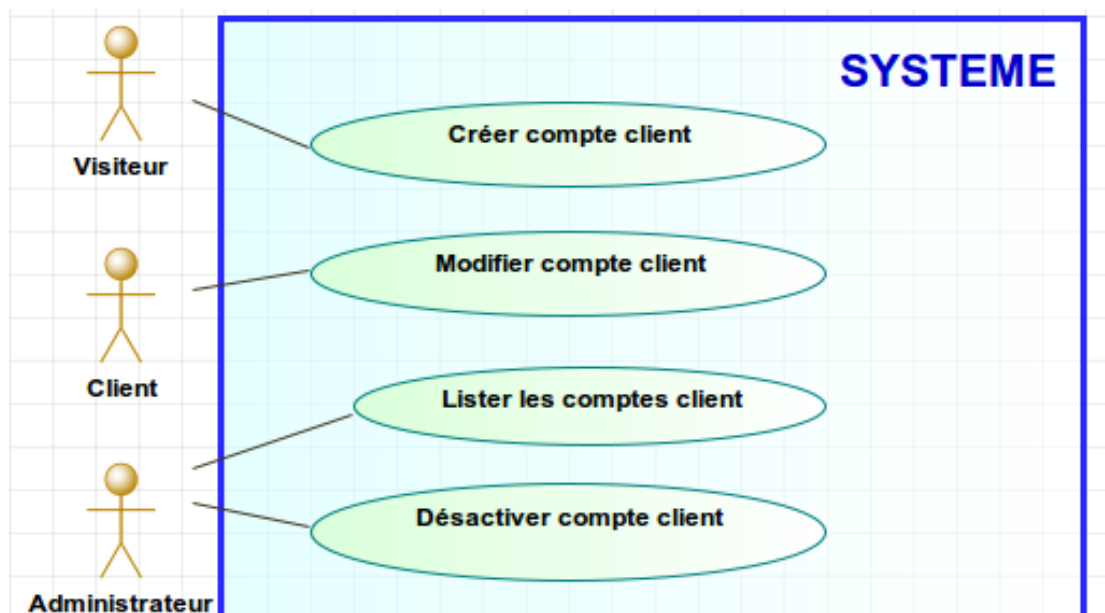 SYSTEME
Créer compte client
Visiteur
Modifier compte client
Client
Lister les comptes client
Désactiver compte client
Administrateur